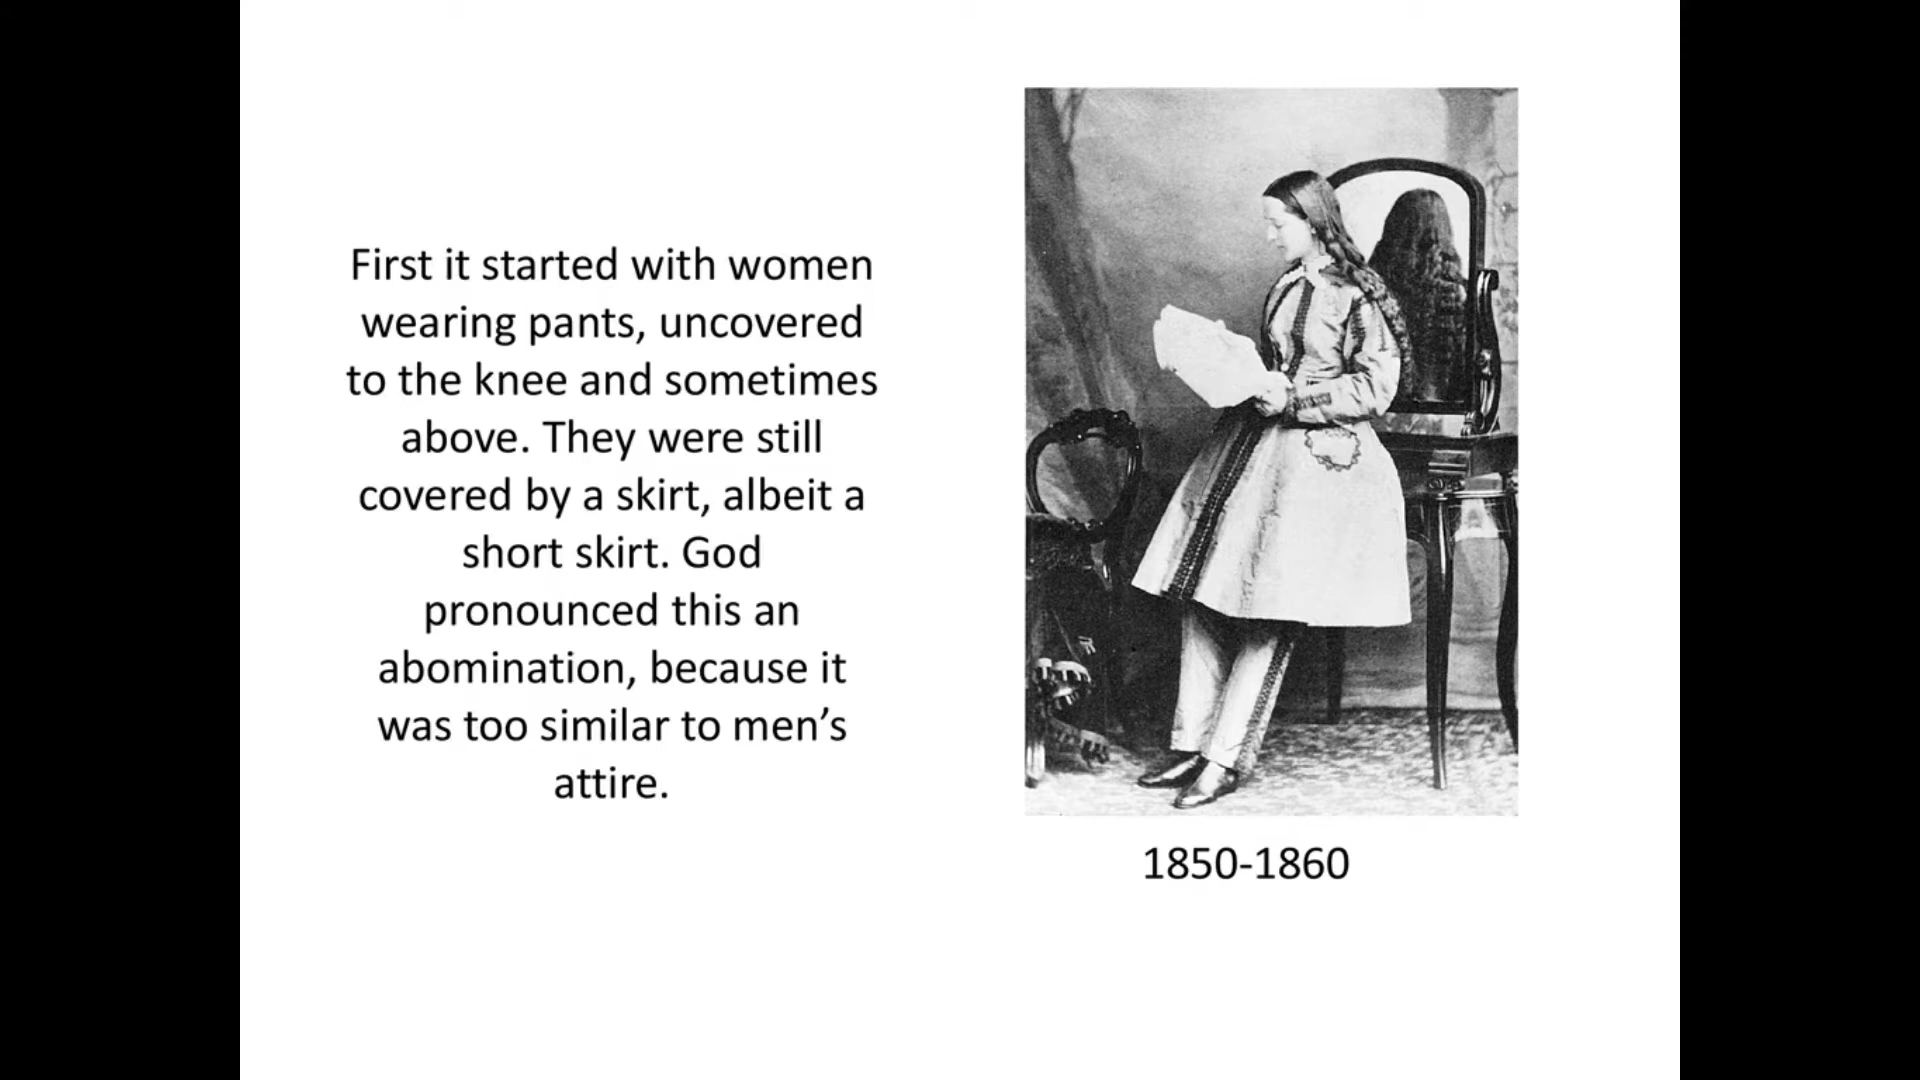 First it started with women
wearing pants, uncovered
to the knee and sometimes
above. They were still
covered by a skirt, albeit a
short skirt. God
pronounced this an
abomination, because it
was too similar to men’s
attire.
1850-1860